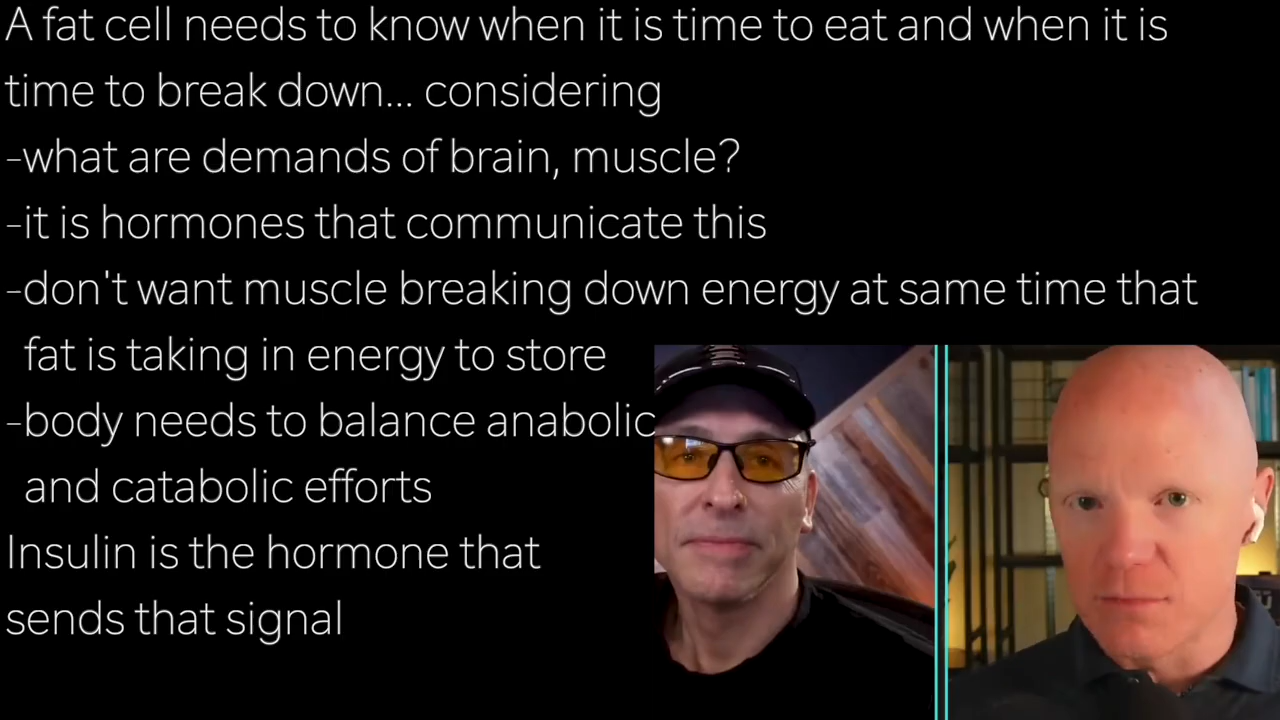 A fat cell needs to know when it is time to eat and when it is
time to break down... considering
-what are demands of brain, muscle?
-it is hormones that communicate this
-don't want muscle breaking down energy at same time that
fat is taking in energy to store
-body needs to balance anabolic
and catabolic efforts
Insulin is the hormone that
sends that signal